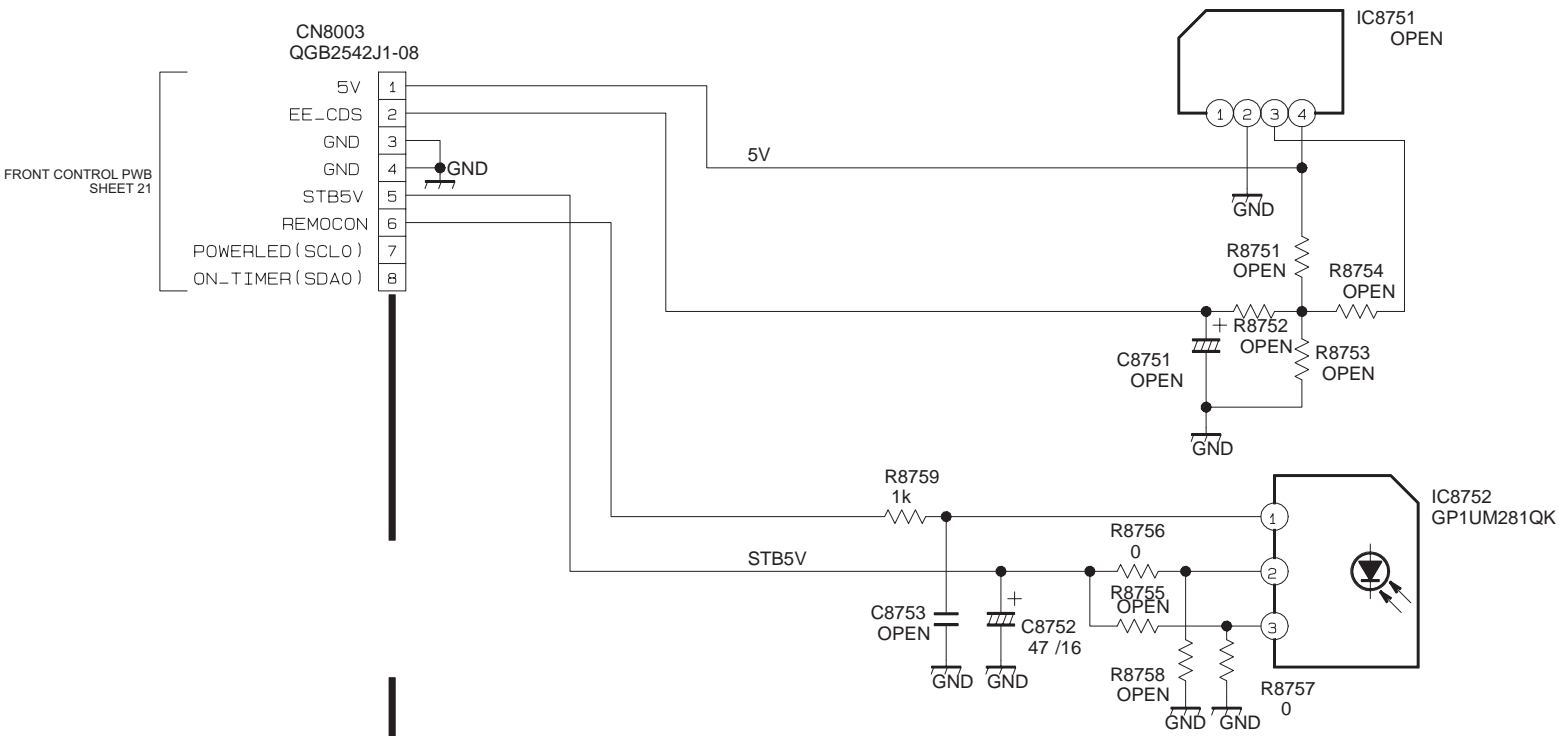 CN8003
QGB2542J1-08
FRONT CONTROL PWB
SHEET 21
5V 1
EE_CDS 2
GND 3
GND 4
STB5V 5
REMOCON 6
POWERLED(SCL0) 7
ON_TIMER(SDA0) 8
GND
5V
IC8751
OPEN
1 2 3 4
GND
R8751
OPEN
R8754
OPEN
+
R8752
OPEN
C8751
OPEN
R8753
OPEN
GND
R8759
1k
STB5V
C8753
OPEN
GND
+
C8752
47 /16
GND
R8756
0
R8755
OPEN
R8758
OPEN
GND
GND
R8757
0
1
2
3
IC8752
GP1UM281QK